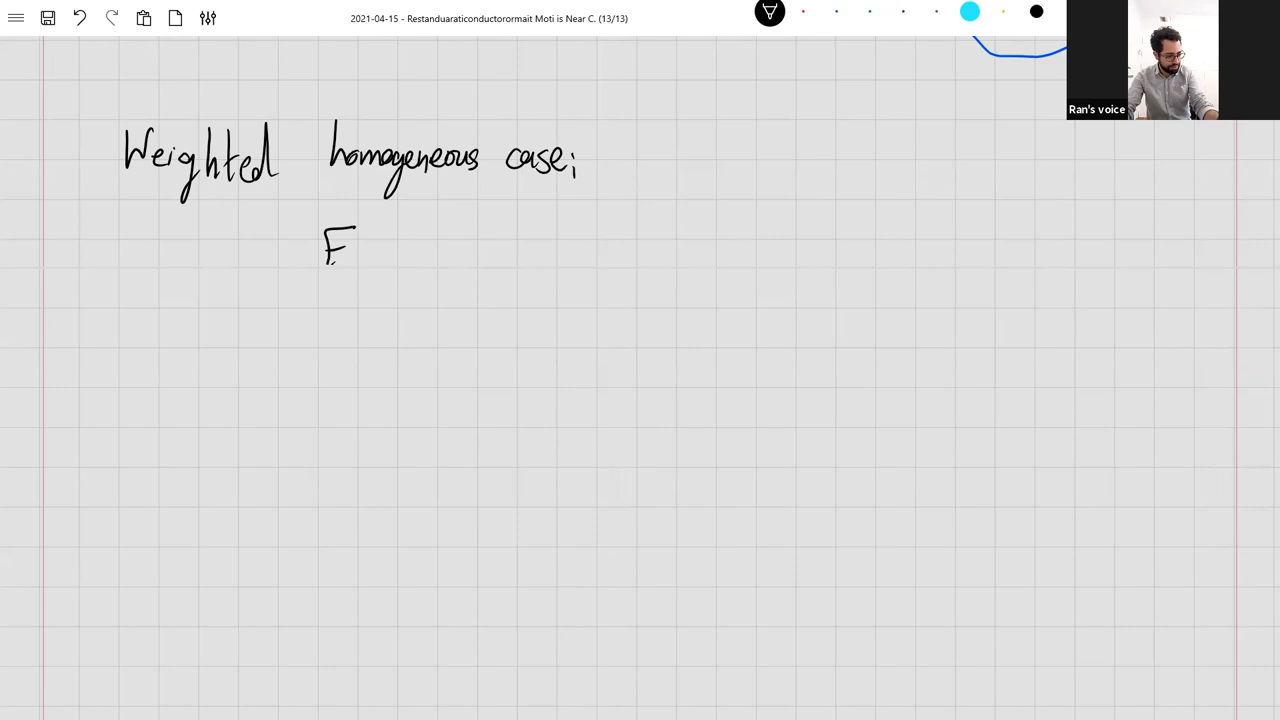 2021-04-15 - Restanduaraticonductorormait Moti is Near C. (13/13)
Ran's voice
Weighted homogeneous case;
F